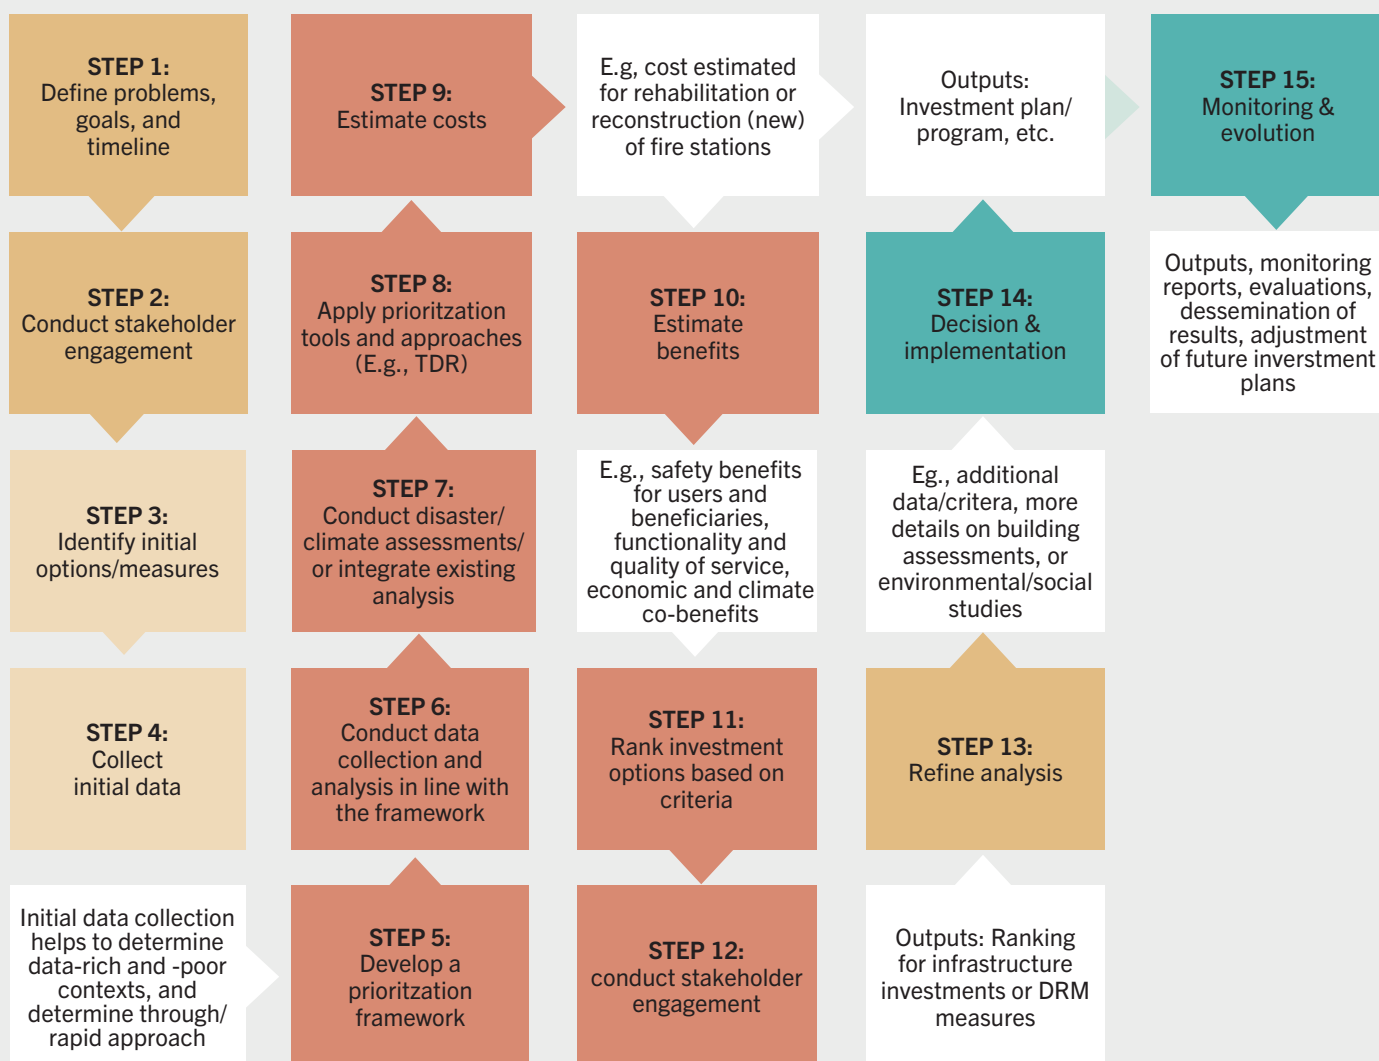 STEP 1:
Define problems,
goals, and
timeline
STEP 2:
Conduct stakeholder
engagement
STEP 3:
Identify initial
options/measures
STEP 4:
Collect
initial data
Initial data collection
helps to determine
data-rich and -poor
contexts, and
determine through/
rapid approach
STEP 5:
Develop a
prioritzation
framework
STEP 6:
Conduct data
collection and
analysis in line with
the framework
STEP 7:
Conduct disaster/
climate assessments/
or integrate existing
analysis
STEP 8:
Apply prioritzation
tools and approaches
(E.g., TDR)
STEP 9:
Estimate costs
E.g, cost estimated
for rehabilitation or
reconstruction (new)
of fire stations
STEP 10:
Estimate
benefits
E.g., safety benefits
for users and
beneficiaries,
functionality and
quality of service,
economic and climate
co-benefits
STEP 11:
Rank investment
options based on
criteria
STEP 12:
conduct stakeholder
engagement
Outputs: Ranking
for infrastructure
investments or DRM
measures
STEP 13:
Refine analysis
Eg., additional
data/critera, more
details on building
assessments, or
environmental/social
studies
STEP 14:
Decision &
implementation
Outputs:
Investment plan/
program, etc.
STEP 15:
Monitoring &
evolution
Outputs, monitoring
reports, evaluations,
dessemination of
results, adjustment
of future inverstment
plans